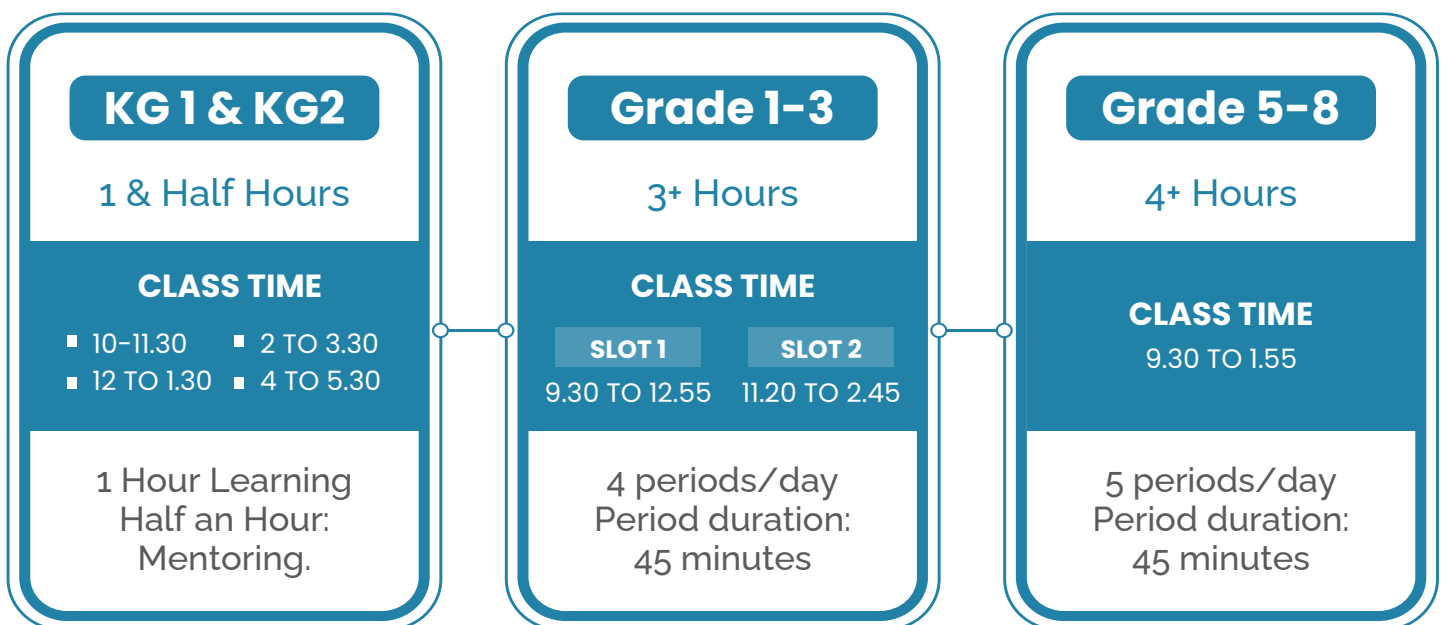 KG 1 & KG2
1 & Half Hours
CLASS TIME
10-11.30
2 TO 3.30
12 TO 1.30
4 TO 5.30
1 Hour Learning
Half an Hour:
Mentoring.
Grade 1-3
3+ Hours
CLASS TIME
SLOT 1
9.30 TO 12.55
SLOT 2
11.20 TO 2.45
4 periods/day
Period duration:
45 minutes
Grade 5-8
4+ Hours
CLASS TIME
9.30 TO 1.55
5 periods/day
Period duration:
45 minutes